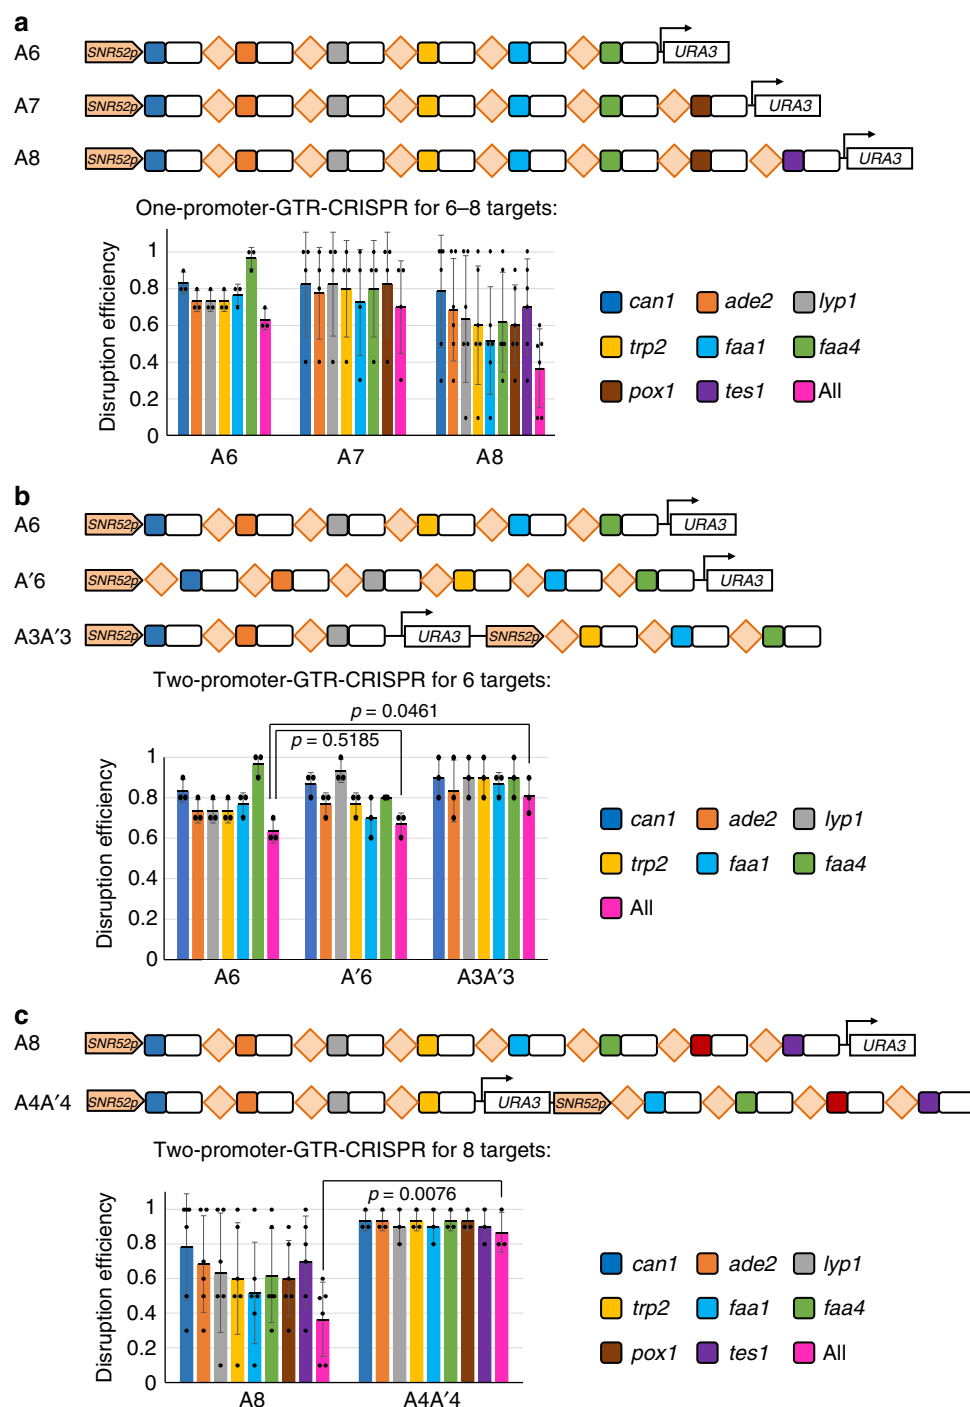 a
A6 SNR52p URA3
A7 SNR52p URA3
A8 SNR52p URA3
One-promoter-GTR-CRISPR for 6–8 targets:
Disruption efficiency
1
0.8
0.6
0.4
0.2
0
A6 A7 A8
can1 ade2 lyp1
trp2 faa1 faa4
pox1 tes1 All
b
A6 SNR52p URA3
A′6 SNR52p URA3
A3A′3 SNR52p URA3 SNR52p
Two-promoter-GTR-CRISPR for 6 targets:
p = 0.0461
p = 0.5185
Disruption efficiency
1
0.8
0.6
0.4
0.2
0
A6 A′6 A3A′3
can1 ade2 lyp1
trp2 faa1 faa4
All
c
A8 SNR52p URA3
A4A′4 SNR52p URA3 SNR52p
Two-promoter-GTR-CRISPR for 8 targets:
p = 0.0076
Disruption efficiency
1
0.8
0.6
0.4
0.2
0
A8 A4A′4
can1 ade2 lyp1
trp2 faa1 faa4
pox1 tes1 All